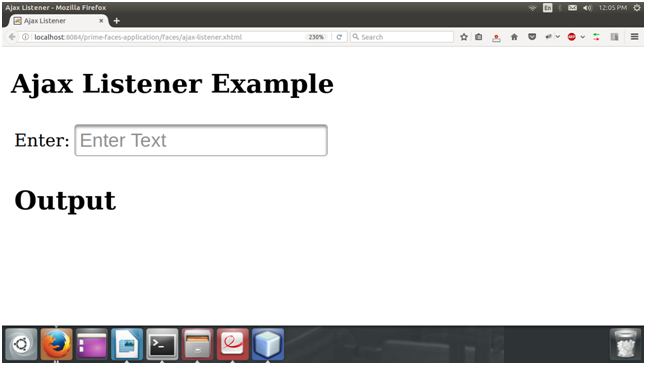 Ajax Listener - Mozilla Firefox
En
12:05 PM
Ajax Listener
localhost:8084/prime-faces-application/faces/ajax-listener.xhtml
230%
Search
ABP
Ajax Listener Example
Enter: Enter Text
Output